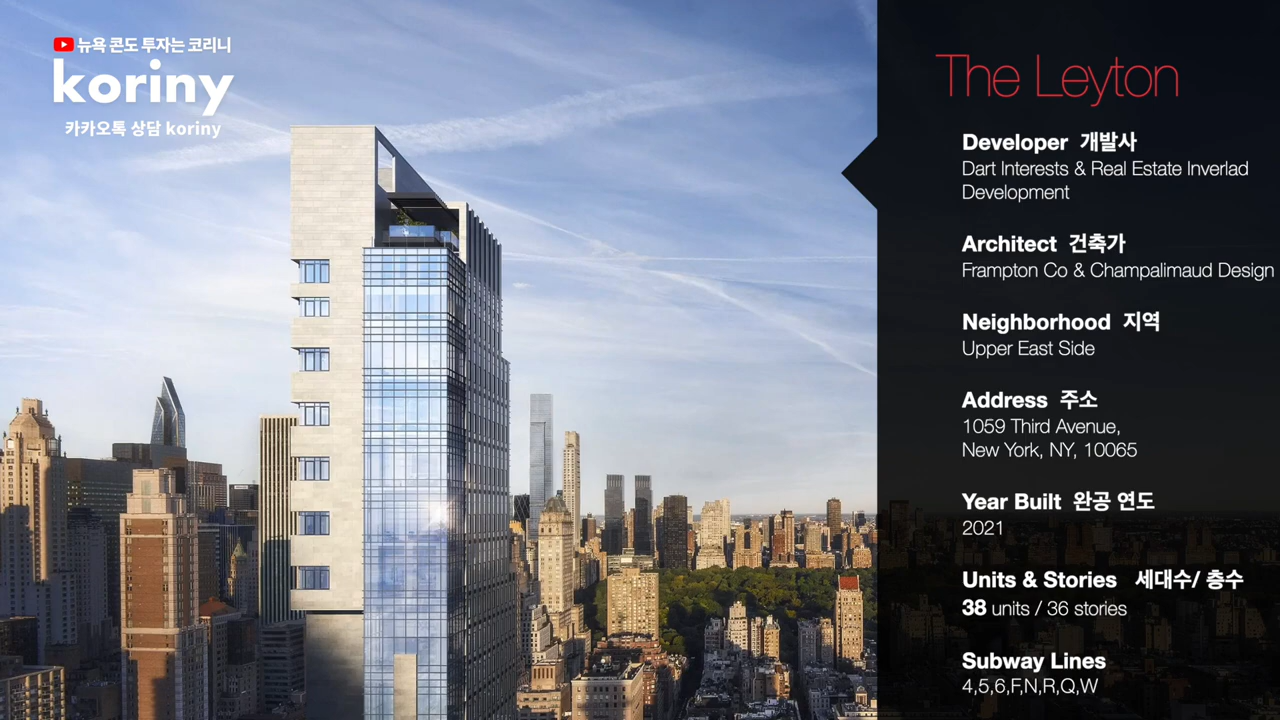 뉴욕 콘도 투자는 코리니
koriny
카카오톡 상담 koriny
The Leyton
Developer 개발사
Dart Interests & Real Estate Inverlad
Development
Architect 건축가
Frampton Co & Champalimaud Design
Neighborhood 지역
Upper East Side
Address 주소
1059 Third Avenue,
New York, NY, 10065
Year Built 완공 연도
2021
Units & Stories 세대수/ 층수
38 units / 36 stories
Subway Lines
4,5,6,F,N,R,Q,W